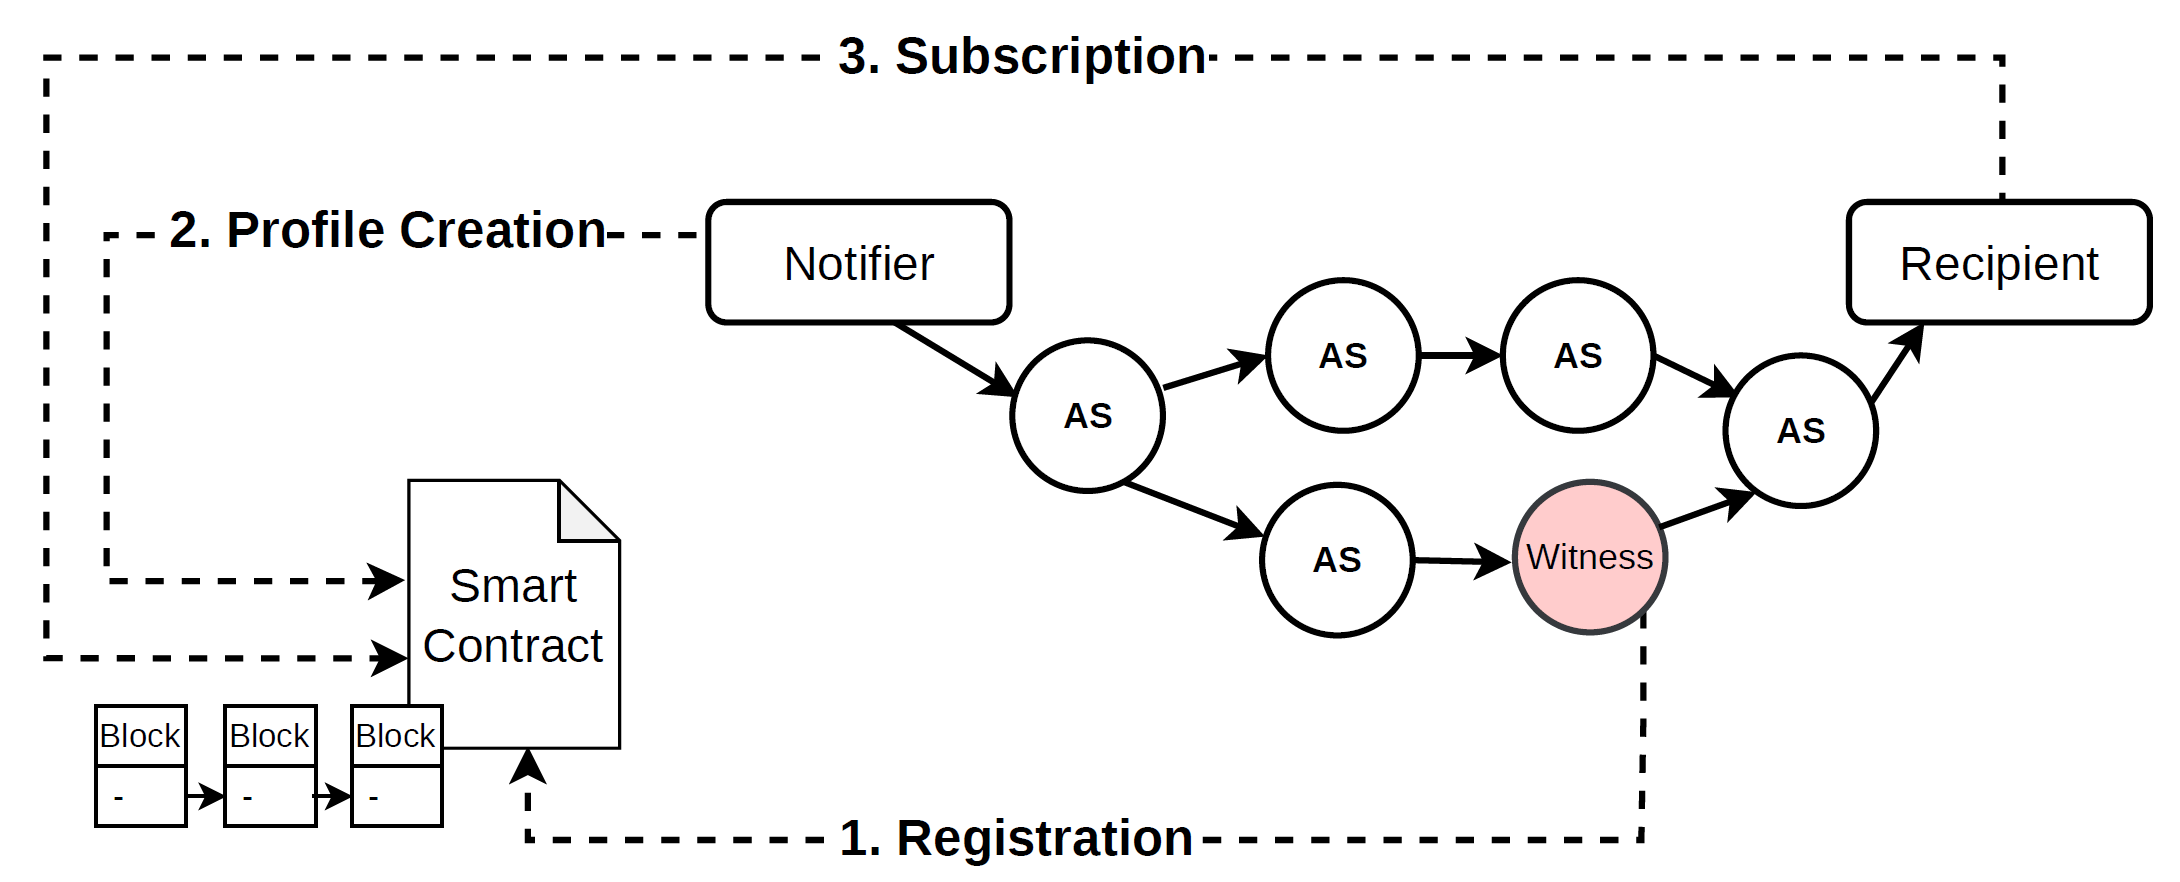 3. Subscription
2. Profile Creation
Notifier
Recipient
AS
AS
AS
AS
AS
Witness
Smart
Contract
Block
Block
Block
-
-
-
1. Registration